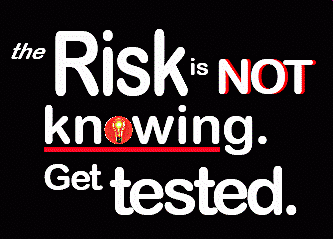 the Risk is NOT
knowing.
Get tested.